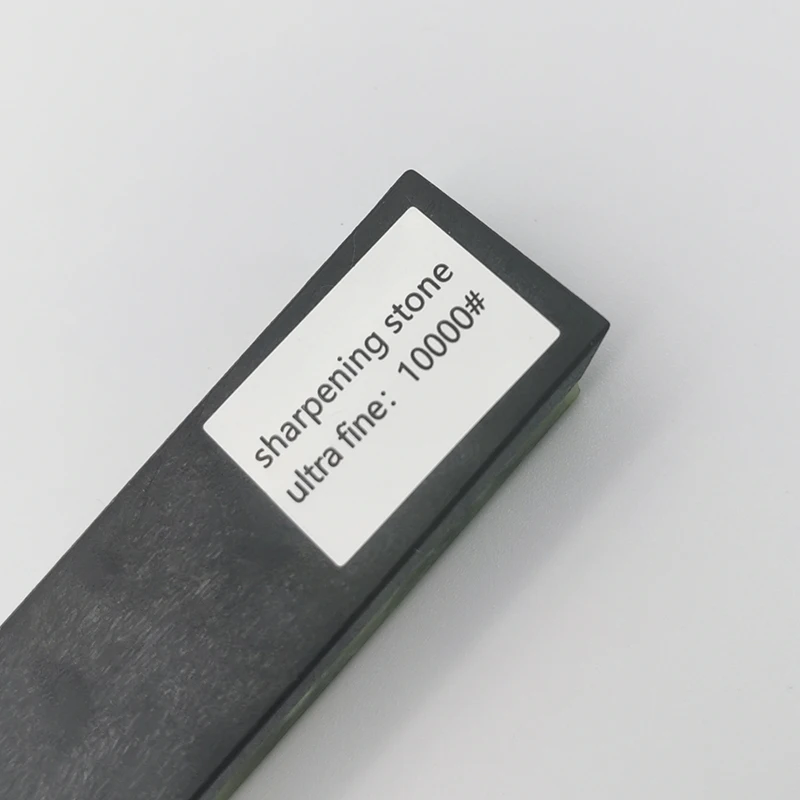 sharpening stone
ultra fine：10000#